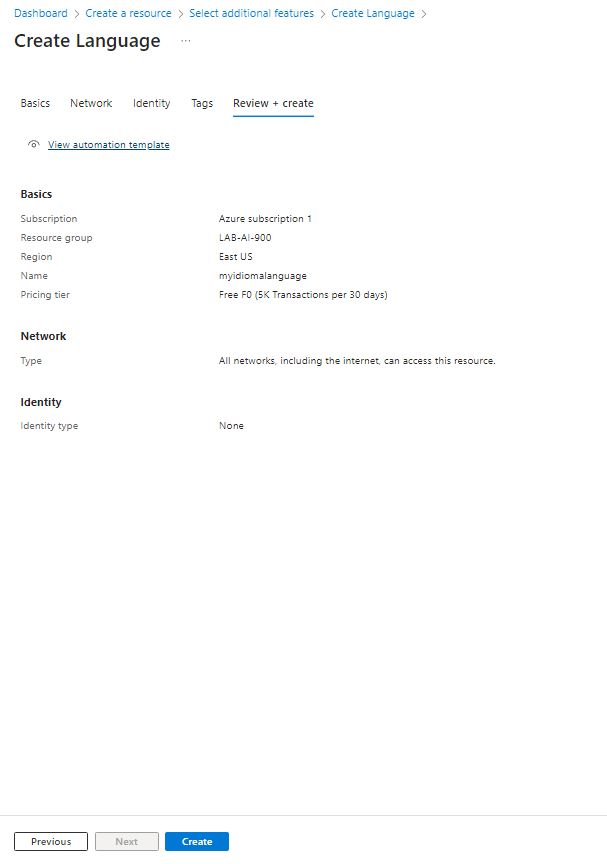 Dashboard > Create a resource > Select additional features > Create Language >
Create Language ...
Basics Network Identity Tags Review + create
View automation template
Basics
Subscription Azure subscription 1
Resource group LAB-AI-900
Region East US
Name myidiomalanguage
Pricing tier Free F0 (5K Transactions per 30 days)
Network
Type All networks, including the internet, can access this resource.
Identity
Identity type None
Previous Next Create